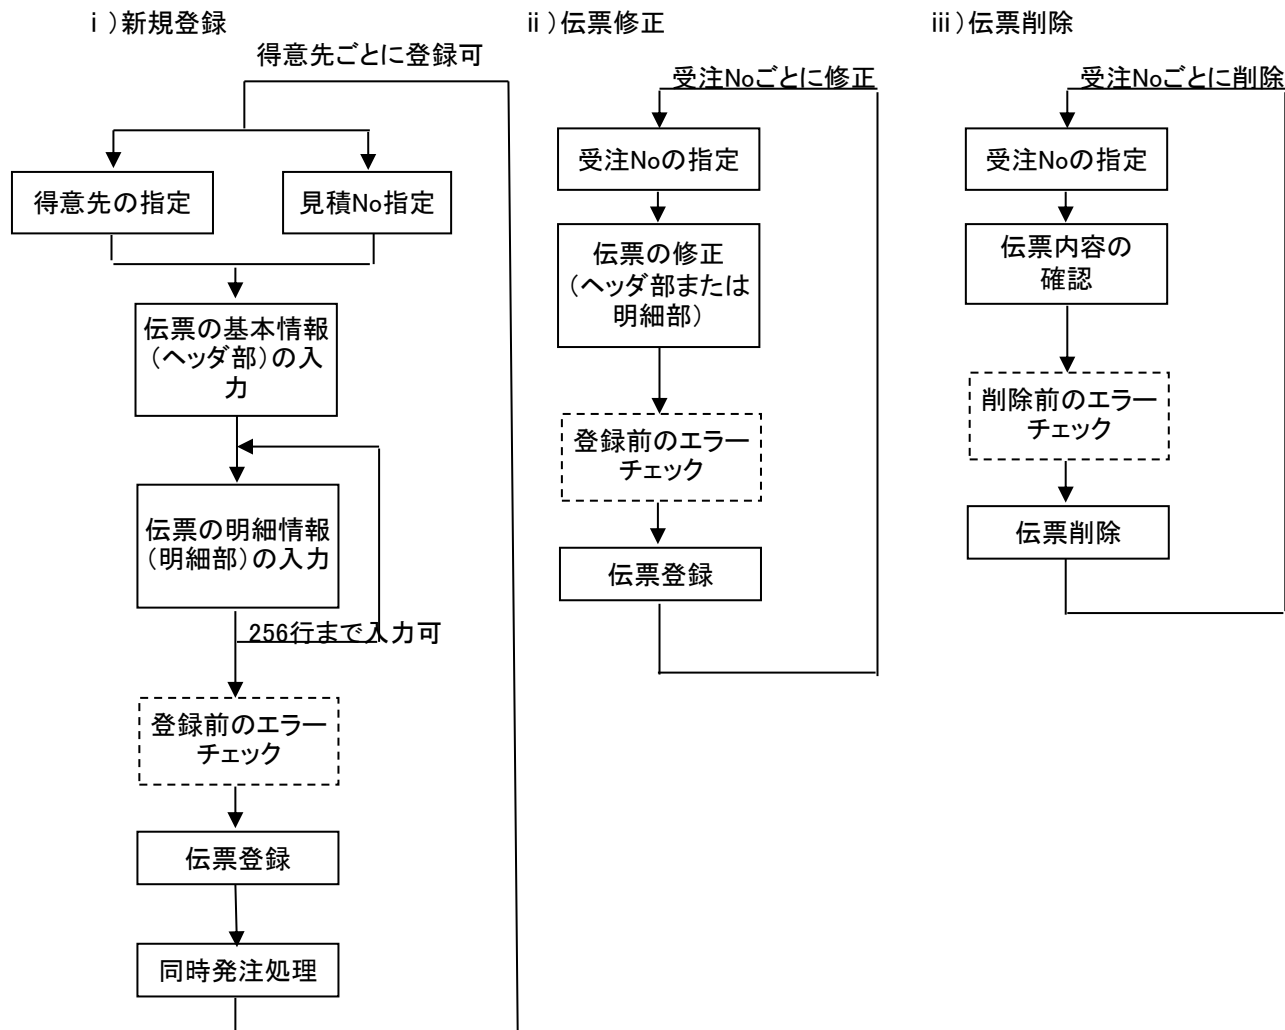 ⅰ)新規登録
得意先ごとに登録可
得意先の指定
見積No指定
伝票の基本情報
(ヘッダ部)の入
力
伝票の明細情報
(明細部)の入力
256行まで入力可
登録前のエラー
チェック
伝票登録
同時発注処理
ⅱ)伝票修正
受注Noごとに修正
受注Noの指定
伝票の修正
(ヘッダ部または
明細部)
登録前のエラー
チェック
伝票登録
ⅲ)伝票削除
受注Noごとに削除
受注Noの指定
伝票内容の
確認
削除前のエラー
チェック
伝票削除